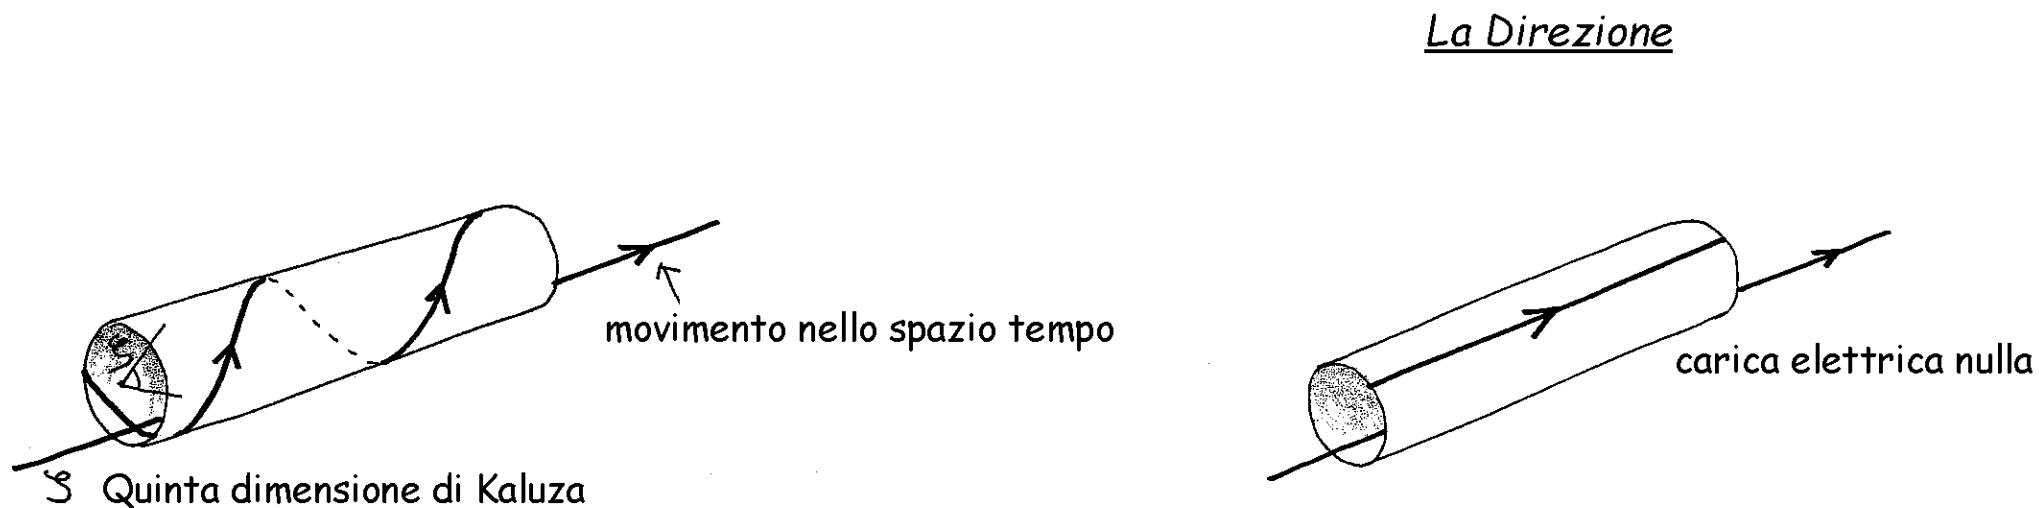 La Direzione
movimento nello spazio tempo
carica elettrica nulla
Quinta dimensione di Kaluza